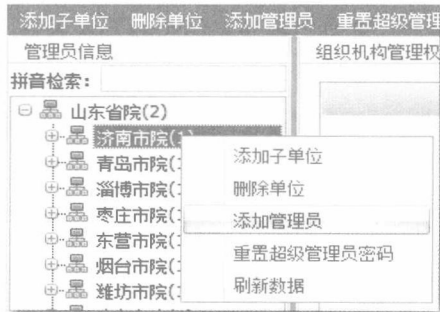 添加子单位 删除单位 添加管理员 重置超级管理
管理员信息 组织机构管理权
拼音检索：
山东省院(2)
济南市院(1)
青岛市院(
淄博市院(
枣庄市院(
东营市院(
烟台市院(
潍坊市院(
添加子单位
删除单位
添加管理员
重置超级管理员密码
刷新数据